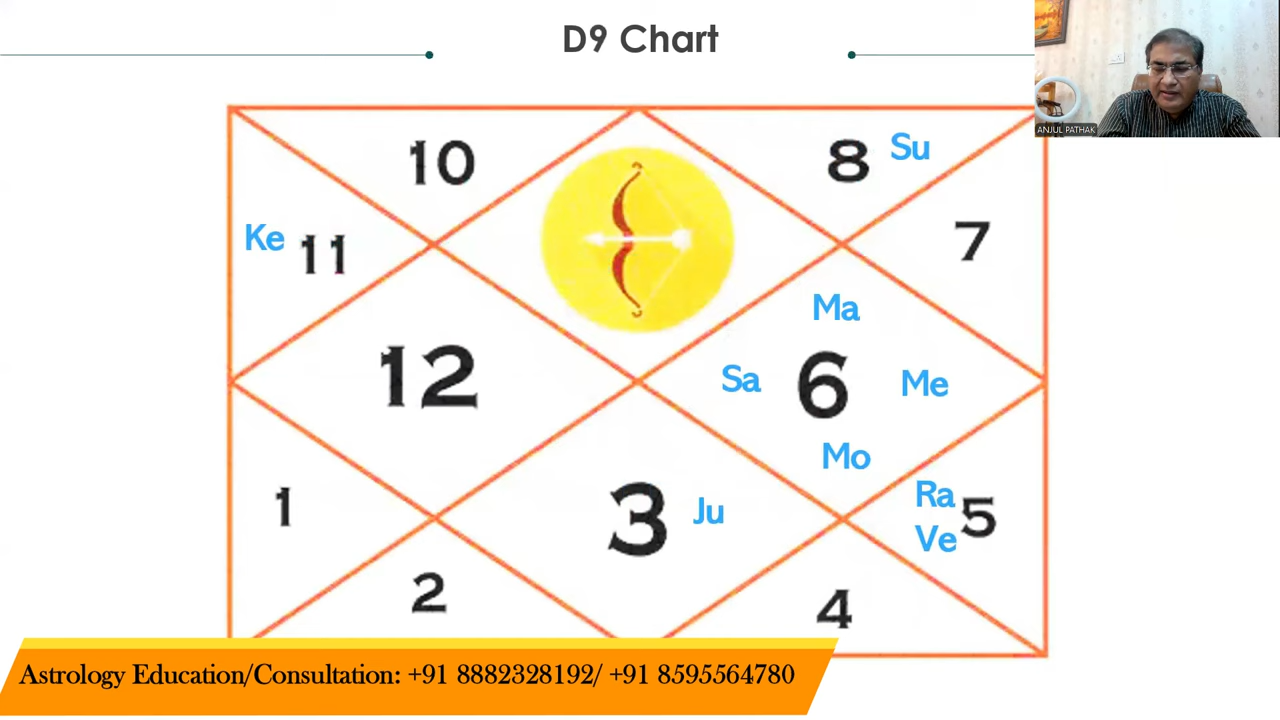 D9 Chart
ANJUL PATHAK
10
8 Su
Ke 11
7
Ma
12
Sa 6 Me
Mo
Ra
Ve 5
1
3 Ju
2
4
Astrology Education/Consultation: +91 8882328192/ +91 8595564780